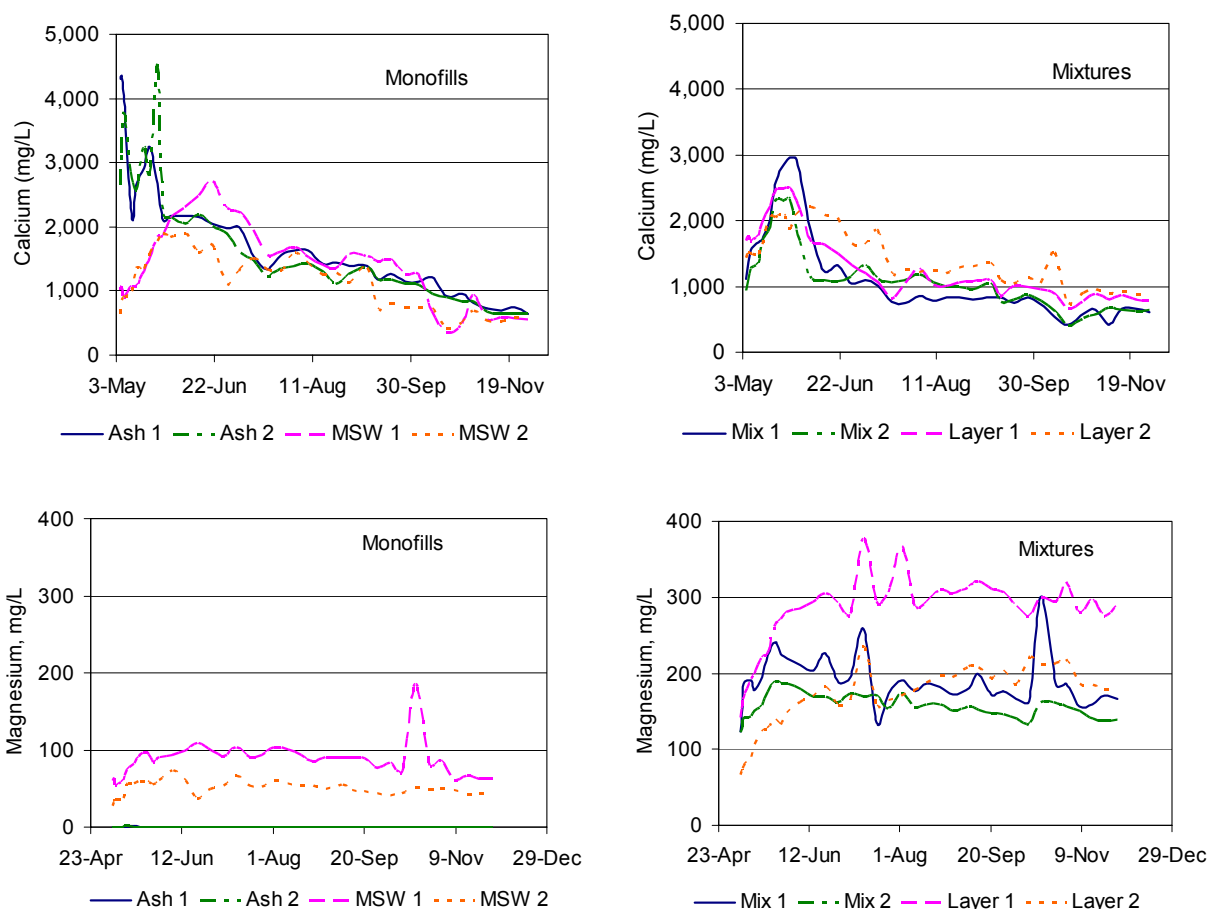 Calcium (mg/L)
5,000
4,000
3,000
2,000
1,000
0
Monofills
3-May 22-Jun 11-Aug 30-Sep 19-Nov
Ash 1 Ash 2 MSW 1 MSW 2
Calcium (mg/L)
5,000
4,000
3,000
2,000
1,000
0
Mixtures
3-May 22-Jun 11-Aug 30-Sep 19-Nov
Mix 1 Mix 2 Layer 1 Layer 2
Magnesium, mg/L
400
300
200
100
0
Monofills
23-Apr 12-Jun 1-Aug 20-Sep 9-Nov 29-Dec
Ash 1 Ash 2 MSW 1 MSW 2
Magnesium, mg/L
400
300
200
100
0
Mixtures
23-Apr 12-Jun 1-Aug 20-Sep 9-Nov 29-Dec
Mix 1 Mix 2 Layer 1 Layer 2